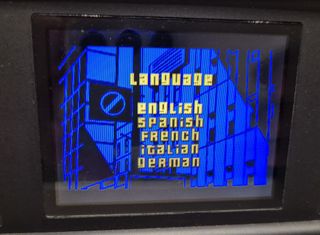 Language
english
spanish
French
italian
german